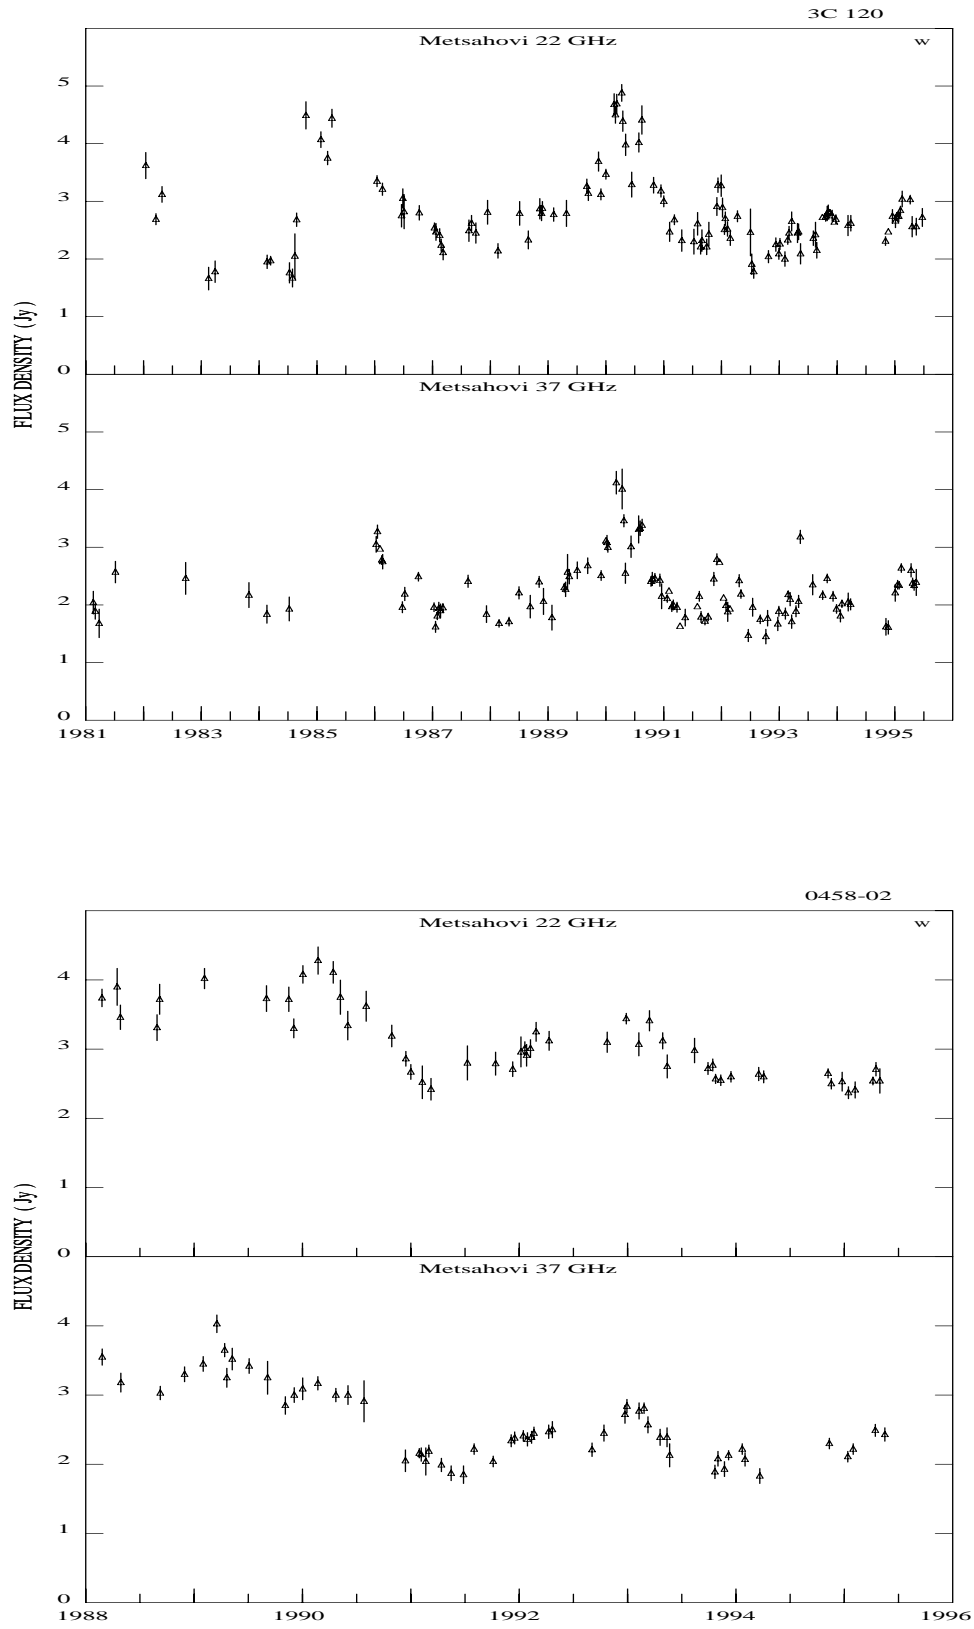 3C 120
Metsahovi 22 GHz
w
5
4
3
2
1
0
Metsahovi 37 GHz
5
4
3
2
1
0
FLUX DENSITY (Jy)
1981 1983 1985 1987 1989 1991 1993 1995
0458-02
Metsahovi 22 GHz
w
4
3
2
1
0
Metsahovi 37 GHz
4
3
2
1
0
FLUX DENSITY (Jy)
1988 1990 1992 1994 1996